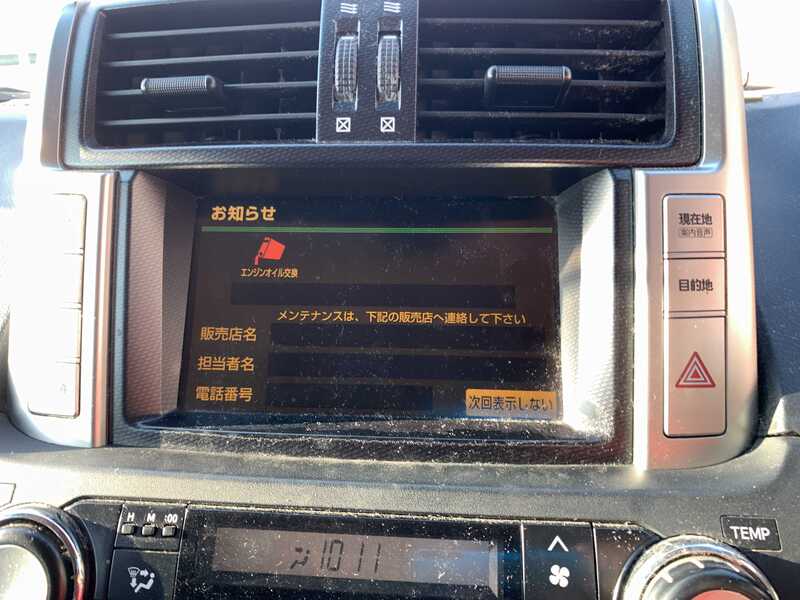 お知らせ
エンジンオイル交換
メンテナンスは、下記の販売店へ連絡して下さい
販売店名
担当者名
電話番号
次回表示しない
現在地
案内音声
目的地
H M :00
10 11
TEMP